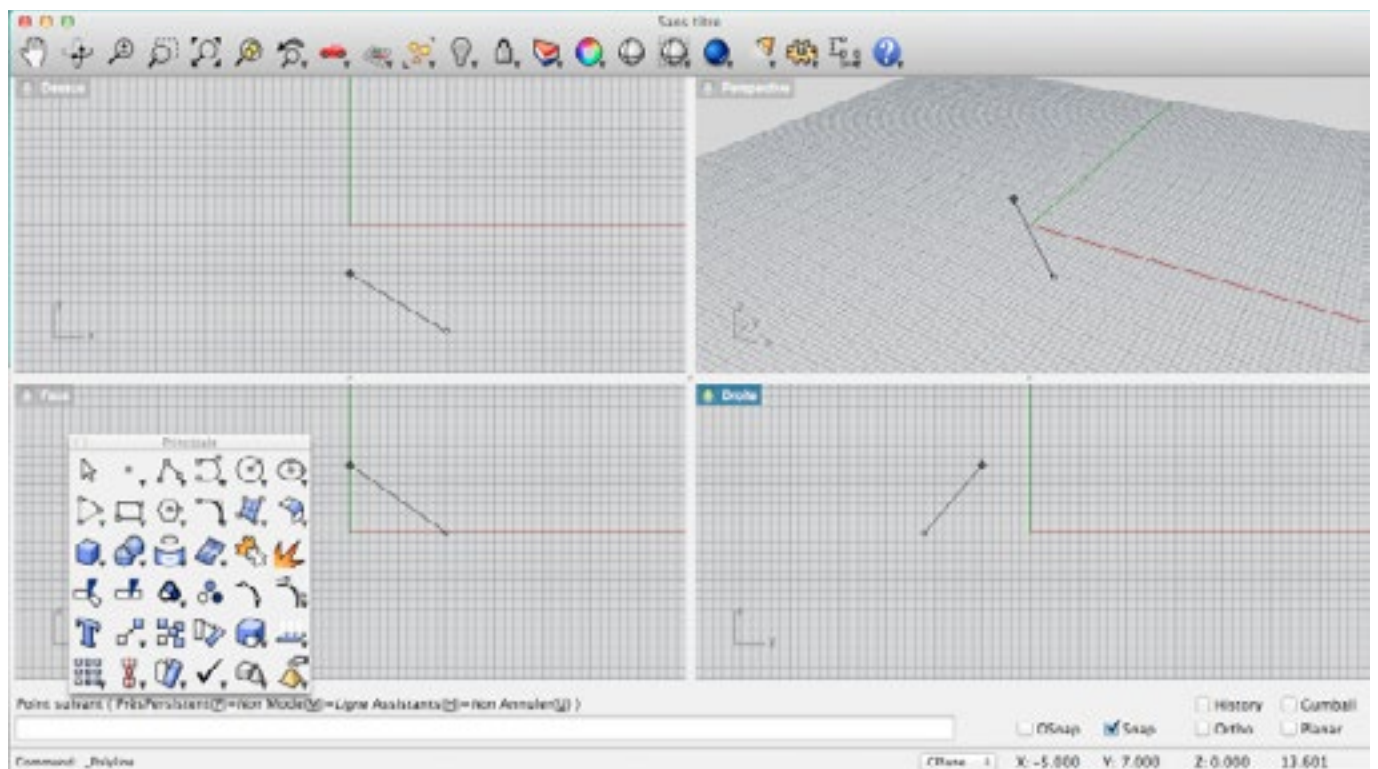 Sans titre
Dessus
Perspective
Face
Droite
Principale
Point suivant ( PrèsPersistent(P)=Non Mode(M)=Ligne Assistants(H)=Non Annuler(U) )
History
Gumball
OSnap
Snap
Ortho
Planar
Command: _Polyline
CPlane
X: -5.000
Y: 7.000
Z: 0.000
13.601